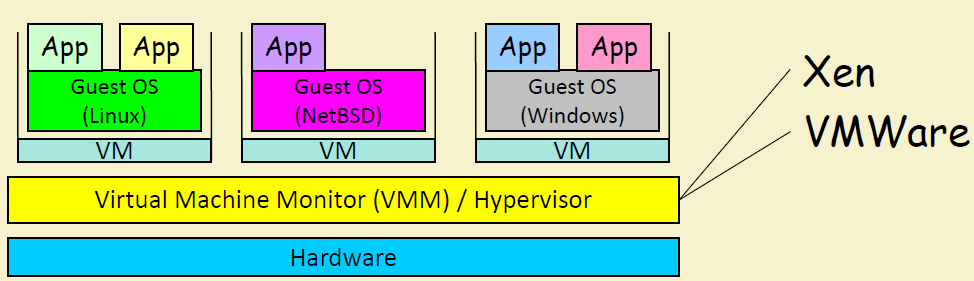 App App App App App
Guest OS Guest OS Guest OS
(Linux) (NetBSD) (Windows)
VM VM VM
Xen
VMWare
Virtual Machine Monitor (VMM) / Hypervisor
Hardware